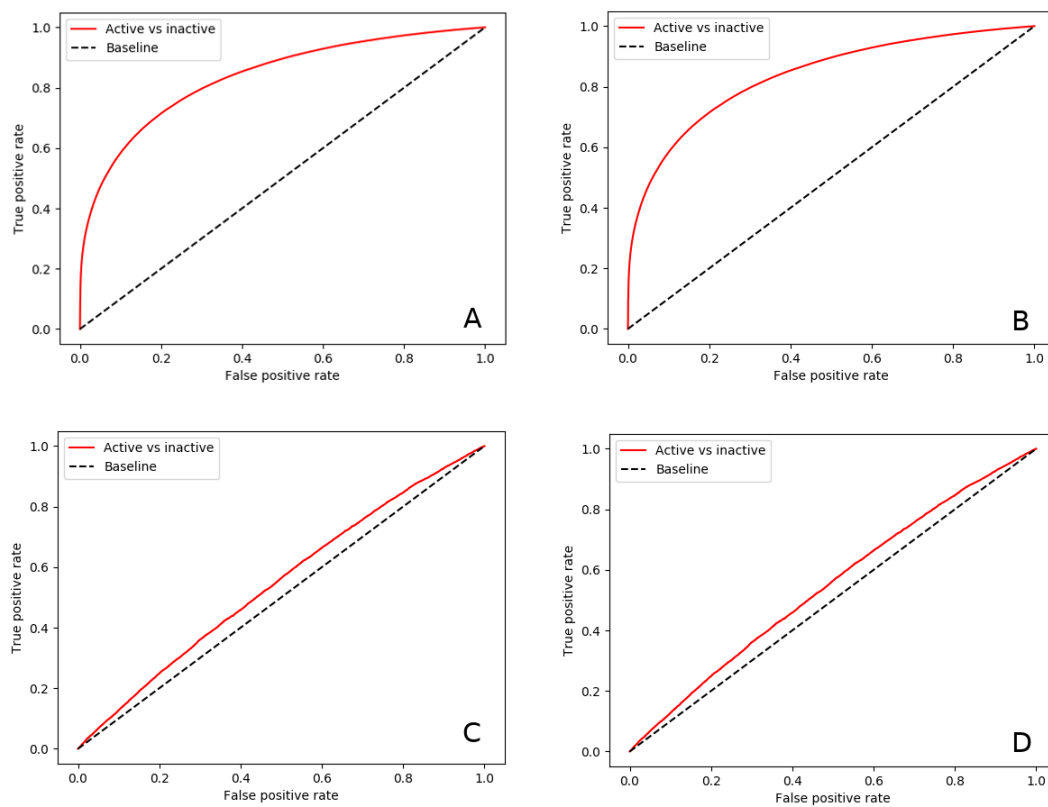 1.0
0.8
0.6
0.4
0.2
0.0
True positive rate
Active vs inactive
Baseline
A
0.0 0.2 0.4 0.6 0.8 1.0
False positive rate
1.0
0.8
0.6
0.4
0.2
0.0
True positive rate
Active vs inactive
Baseline
B
0.0 0.2 0.4 0.6 0.8 1.0
False positive rate
1.0
0.8
0.6
0.4
0.2
0.0
True positive rate
Active vs inactive
Baseline
C
0.0 0.2 0.4 0.6 0.8 1.0
False positive rate
1.0
0.8
0.6
0.4
0.2
0.0
True positive rate
Active vs inactive
Baseline
D
0.0 0.2 0.4 0.6 0.8 1.0
False positive rate